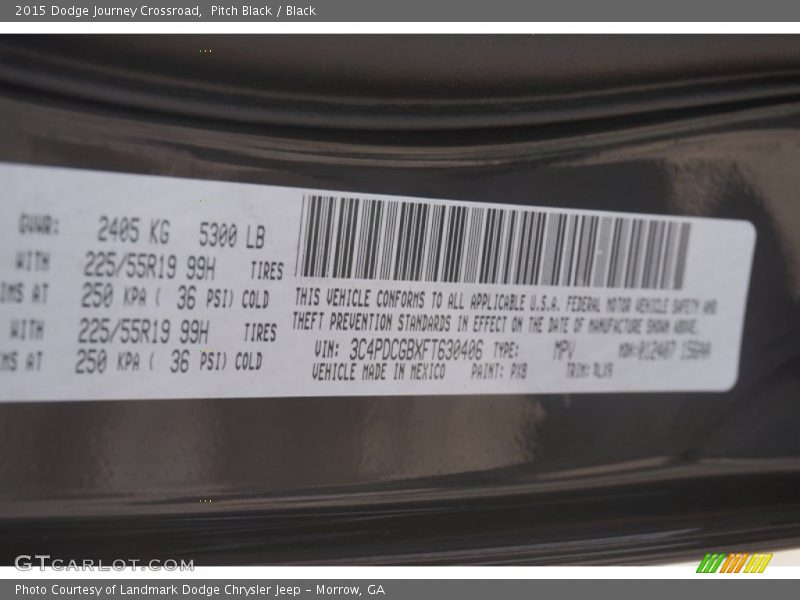 2015 Dodge Journey Crossroad, Pitch Black / Black
GVWR: 2405 KG 5300 LB
WITH 225/55R19 99H TIRES
IMS AT 250 KPA ( 36 PSI) COLD
WITH 225/55R19 99H TIRES
IMS AT 250 KPA ( 36 PSI) COLD
THIS VEHICLE CONFORMS TO ALL APPLICABLE U.S.A. FEDERAL MOTOR VEHICLE SAFETY AND
THEFT PREVENTION STANDARDS IN EFFECT ON THE DATE OF MANUFACTURE SHOWN ABOVE.
VIN: 3C4PDCGBXFT630406 TYPE: MPV
VEHICLE MADE IN MEXICO PAINT: PX8 TRIM:
GTCARLOT.COM
Photo Courtesy of Landmark Dodge Chrysler Jeep – Morrow, GA